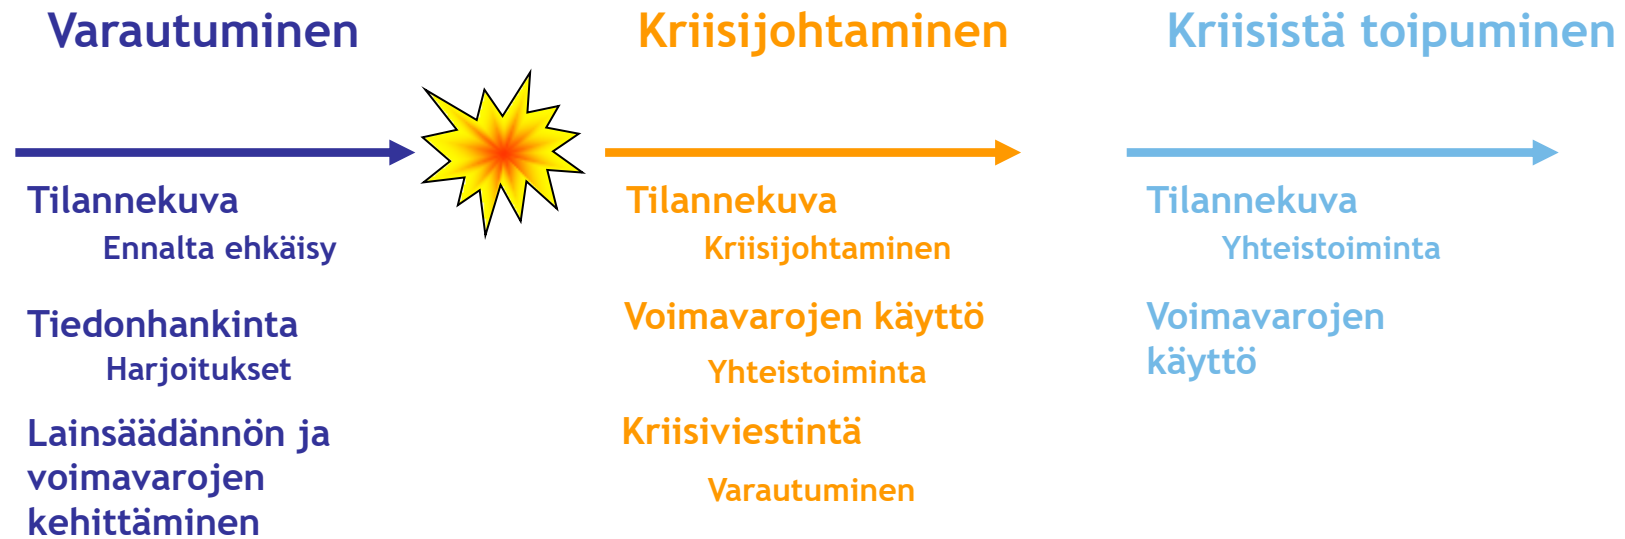 Varautuminen
Tilannekuva
Ennalta ehkäisy
Tiedonhankinta
Harjoitukset
Lainsäädännön ja
voimavarojen
kehittäminen
Kriisijohtaminen
Tilannekuva
Kriisijohtaminen
Voimavarojen käyttö
Yhteistoiminta
Kriisiviestintä
Varautuminen
Kriisistä toipuminen
Tilannekuva
Yhteistoiminta
Voimavarojen
käyttö